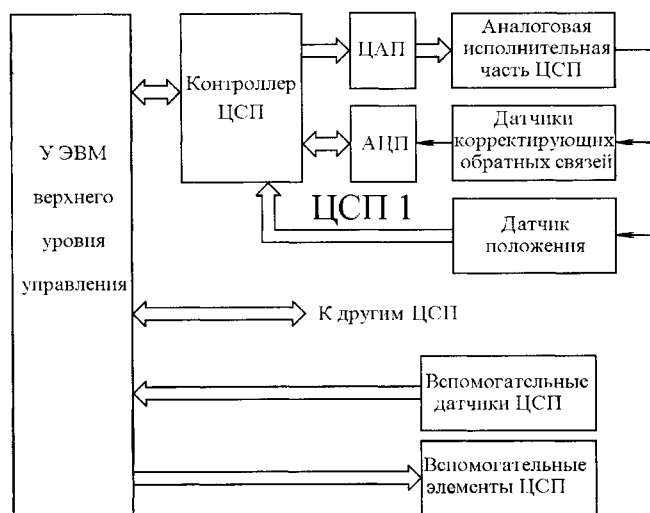 У ЭВМ
верхнего
уровня
управления
Контроллер
ЦСП
ЦАП
Аналоговая
исполнительная
часть ЦСП
АЦП
Датчики
корректирующих
обратных связей
ЦСП 1
Датчик
положения
К другим ЦСП
Вспомогательные
датчики ЦСП
Вспомогательные
элементы ЦСП